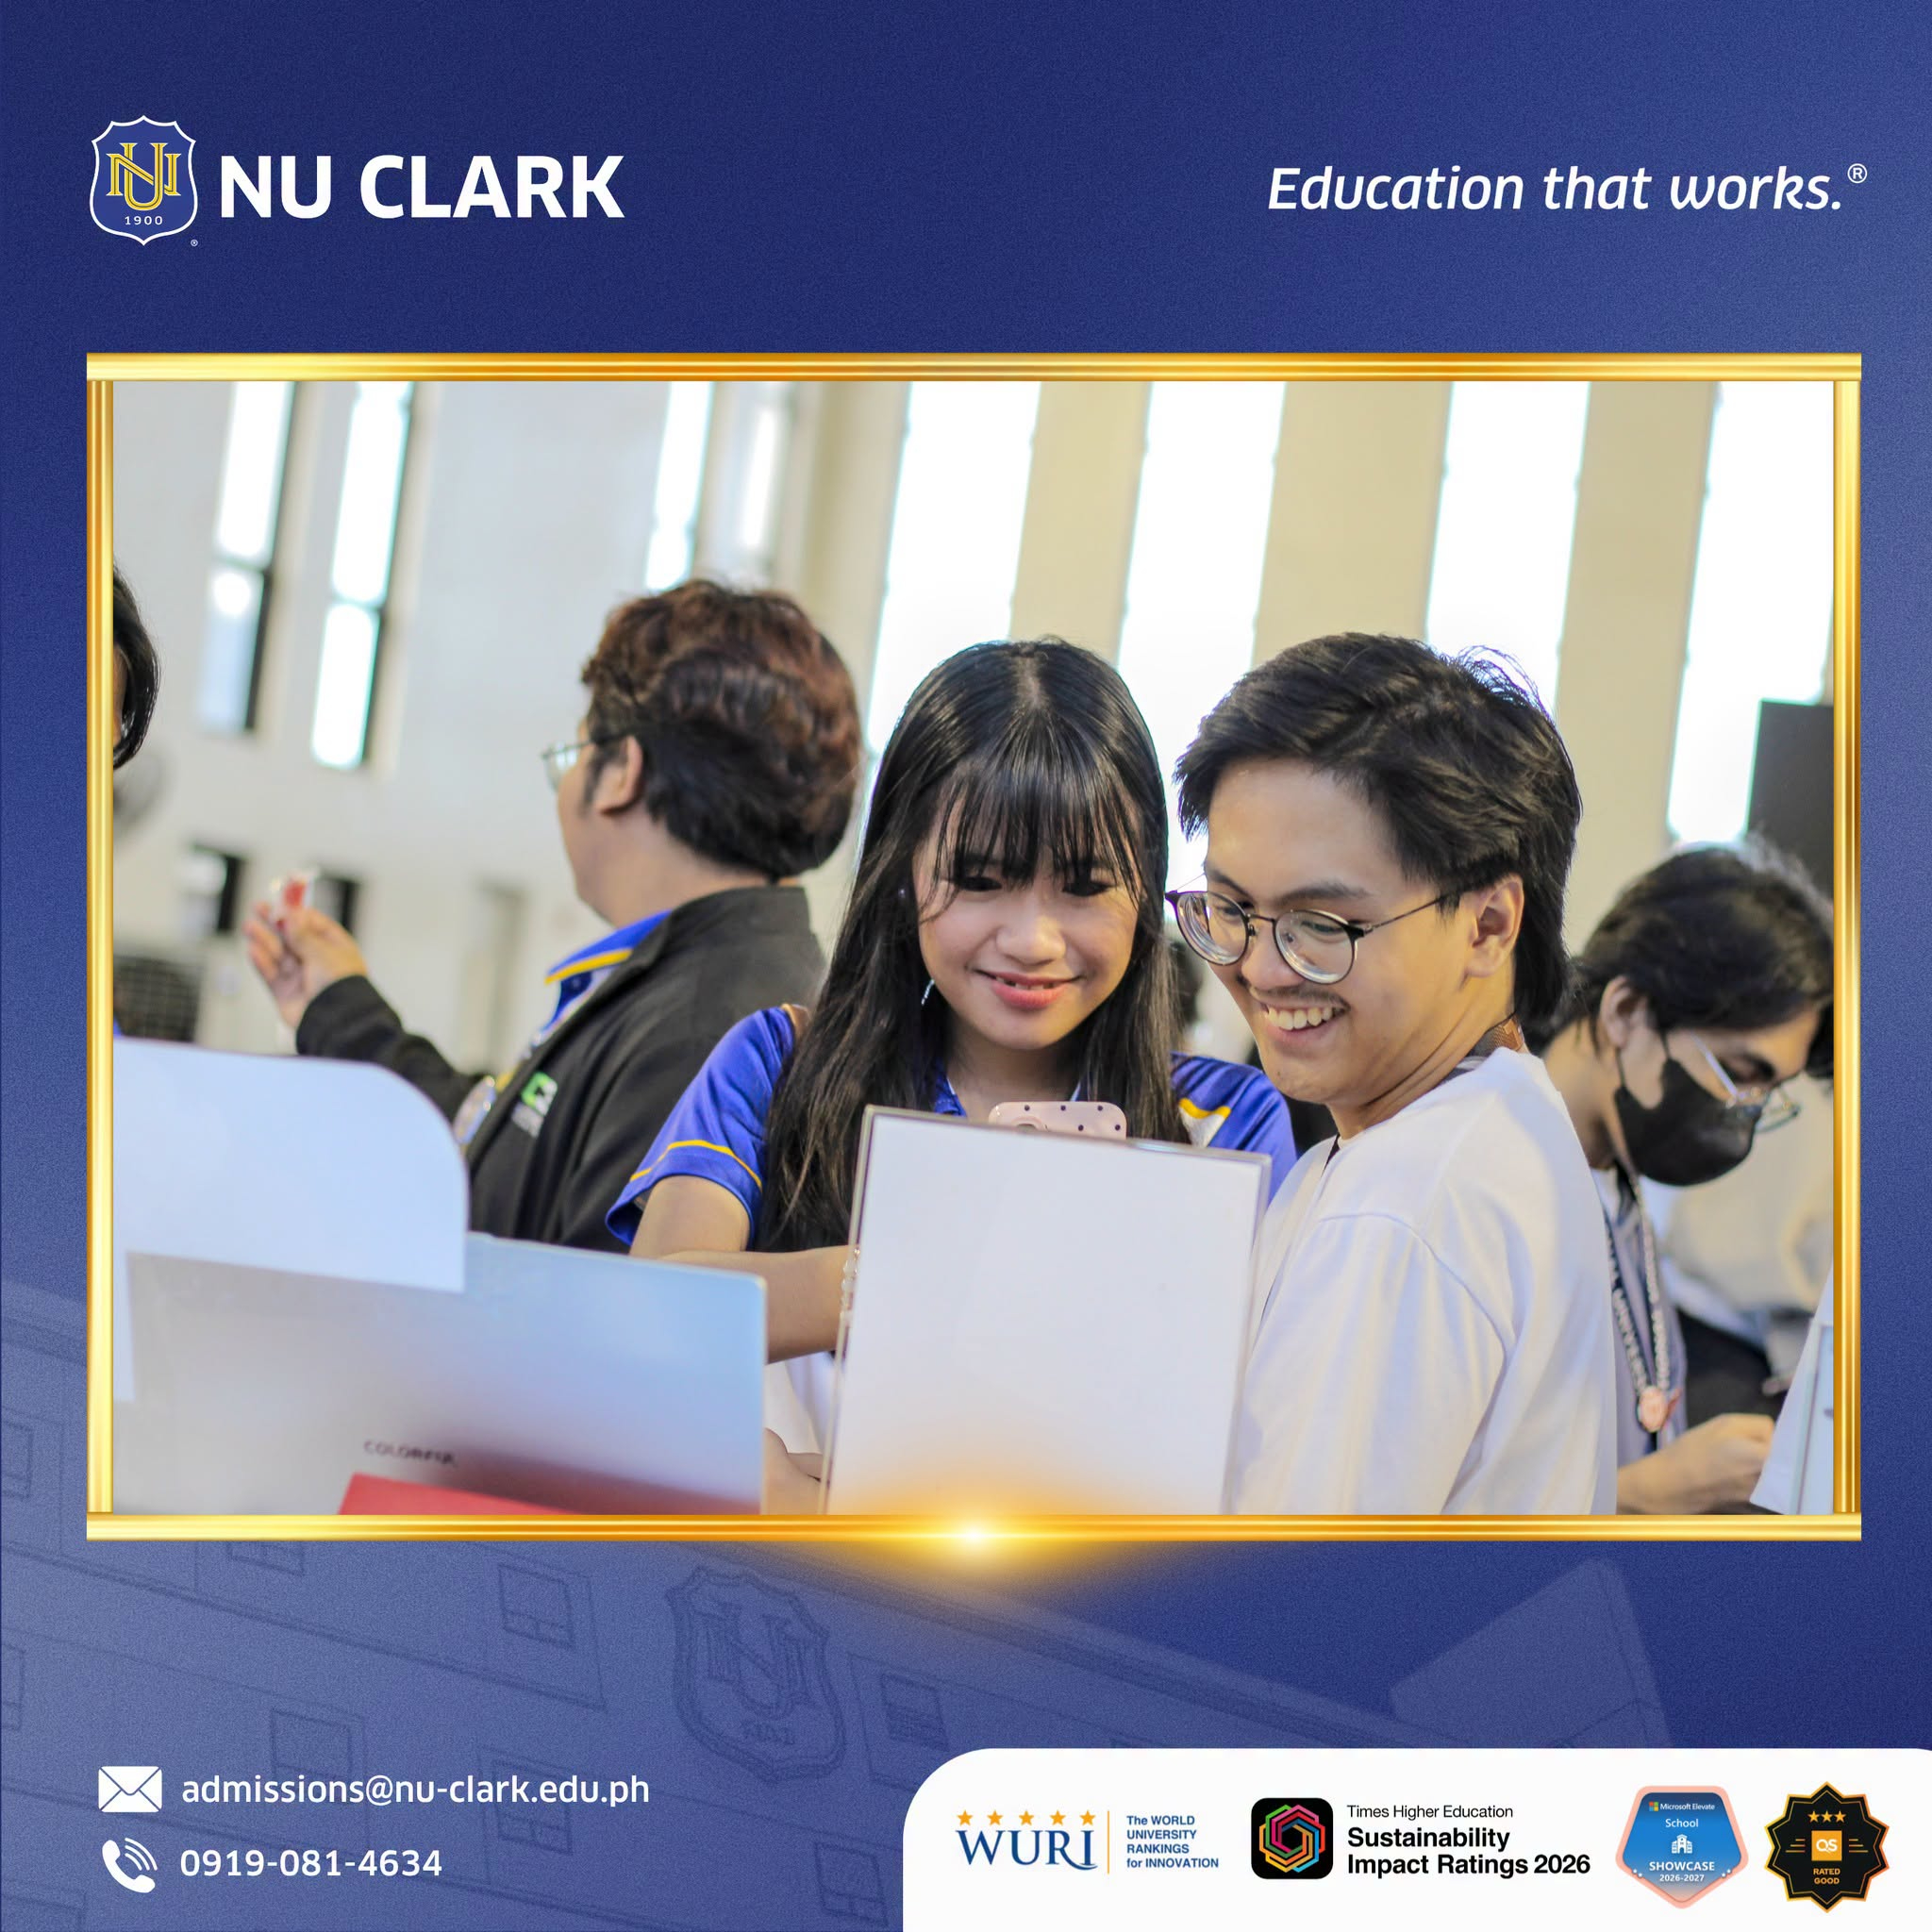 NU
1900
NU CLARK
Education that works.®
COLORFUL
admissions@nu-clark.edu.ph
0919-081-4634
WURI
The WORLD
UNIVERSITY
RANKINGS
for INNOVATION
Times Higher Education
Sustainability
Impact Ratings 2026
Microsoft Elevate
School
SHOWCASE
2026-2027
QS
RATED
GOOD